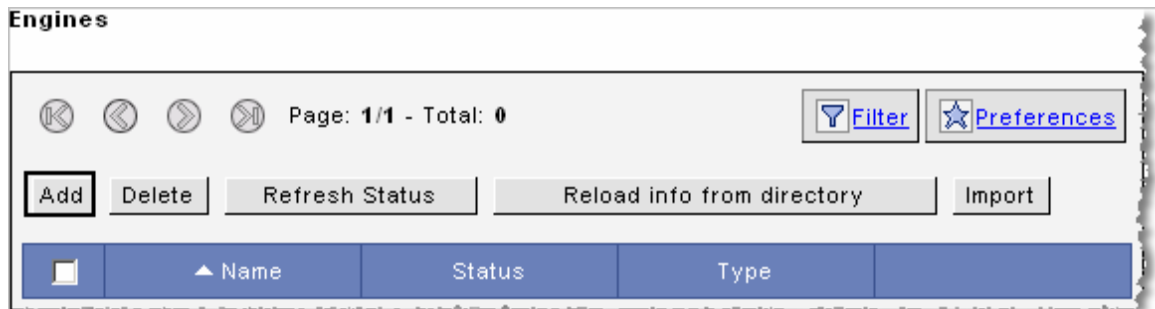 Engines
Page: 1/1 - Total: 0
Filter
Preferences
Add
Delete
Refresh Status
Reload info from directory
Import
Name
Status
Type